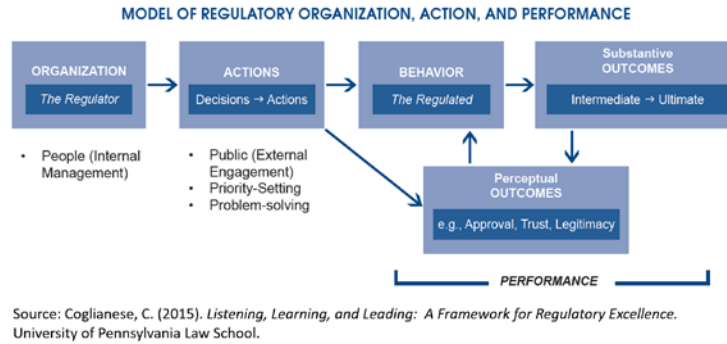 MODEL OF REGULATORY ORGANIZATION, ACTION, AND PERFORMANCE
ORGANIZATION
The Regulator
ACTIONS
Decisions → Actions
BEHAVIOR
The Regulated
Substantive
OUTCOMES
Intermediate → Ultimate
• People (Internal
Management)
• Public (External
Engagement)
• Priority-Setting
• Problem-solving
Perceptual
OUTCOMES
e.g., Approval, Trust, Legitimacy
PERFORMANCE
Source: Coglianese, C. (2015). Listening, Learning, and Leading: A Framework for Regulatory Excellence.
University of Pennsylvania Law School.